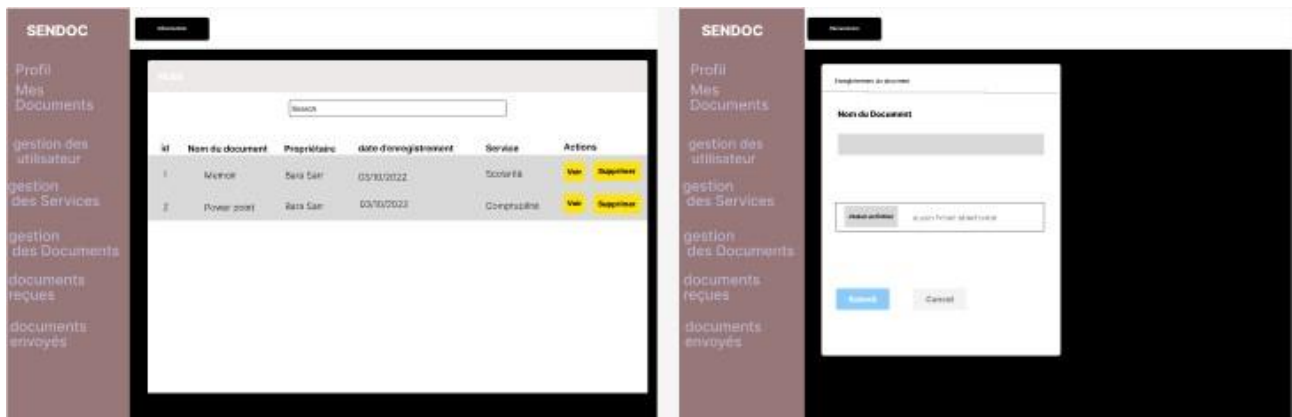 SENDOC
Profil
Mes
Documents
gestion des
utilisateur
gestion
des Services
gestion
des Documents
documents
reçues
documents
envoyés
Search
id Nom du document Propriétaire date d'enregistrement Service Actions
1 Memoir Bara Sarr 03/10/2022 Scolarité Voir Supprimer
2 Power point Bara Sarr 03/10/2023 Comptabilité Voir Supprimer
SENDOC
Profil
Mes
Documents
gestion des
utilisateur
gestion
des Services
gestion
des Documents
documents
reçues
documents
envoyés
Nom du Document
Submit Cancel